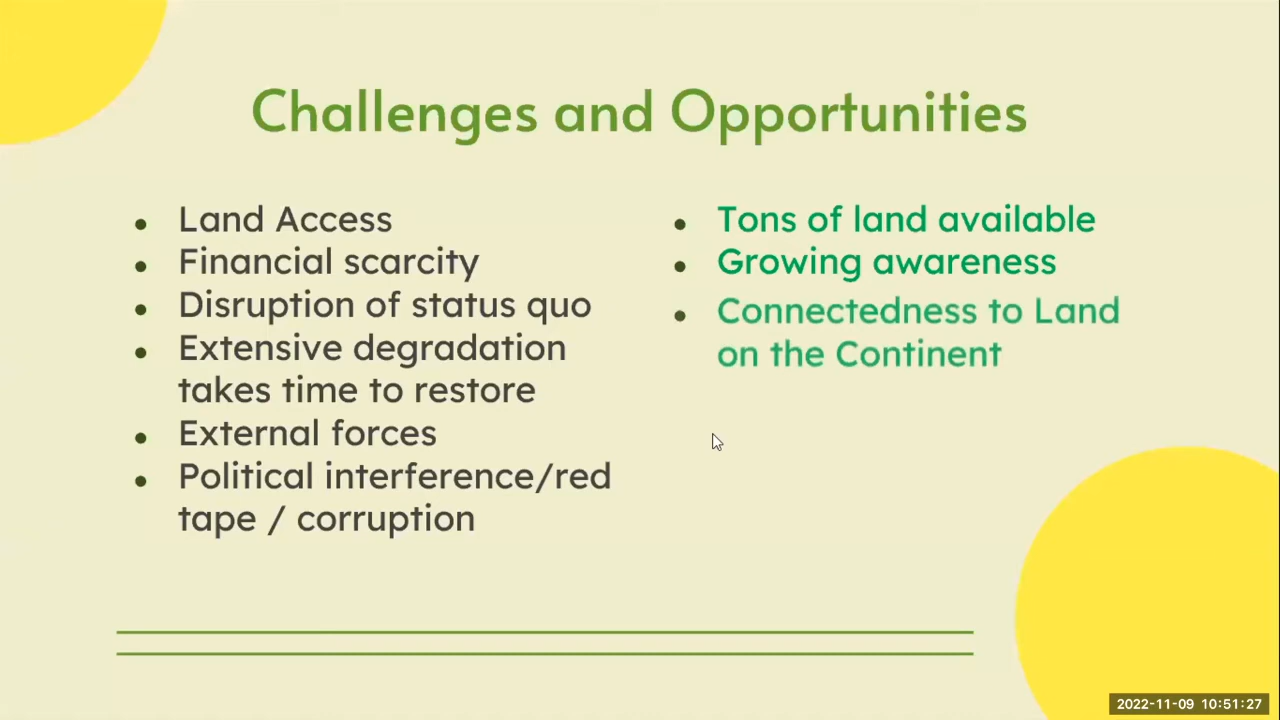 Challenges and Opportunities
• Land Access
• Financial scarcity
• Disruption of status quo
• Extensive degradation
takes time to restore
• External forces
• Political interference/red
tape / corruption
• Tons of land available
• Growing awareness
• Connectedness to Land
on the Continent
2022-11-09 10:51:27